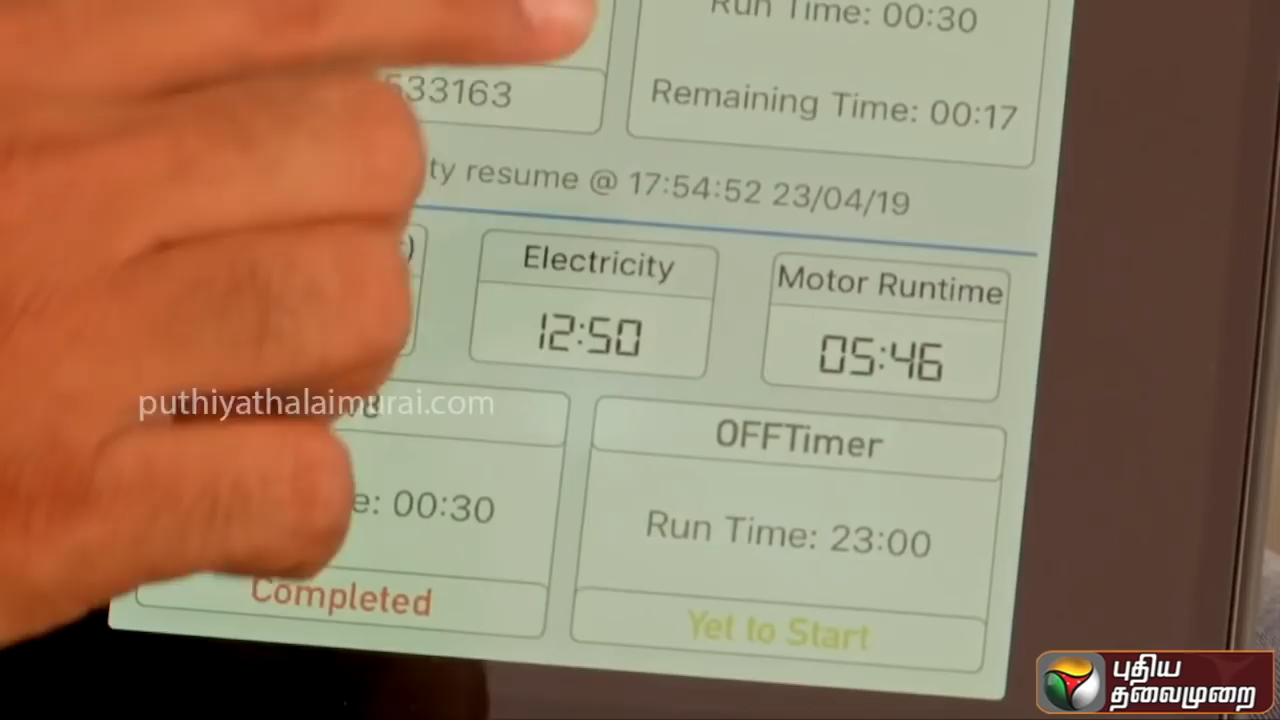 Run Time: 00:30
533163
Remaining Time: 00:17
ty resume @ 17:54:52 23/04/19
)
Electricity
12:50
Motor Runtime
05:46
puthiyathalaimurai.com
OFFTimer
e: 00:30
Run Time: 23:00
Completed
Yet to Start
புதிய
தலைமுறை